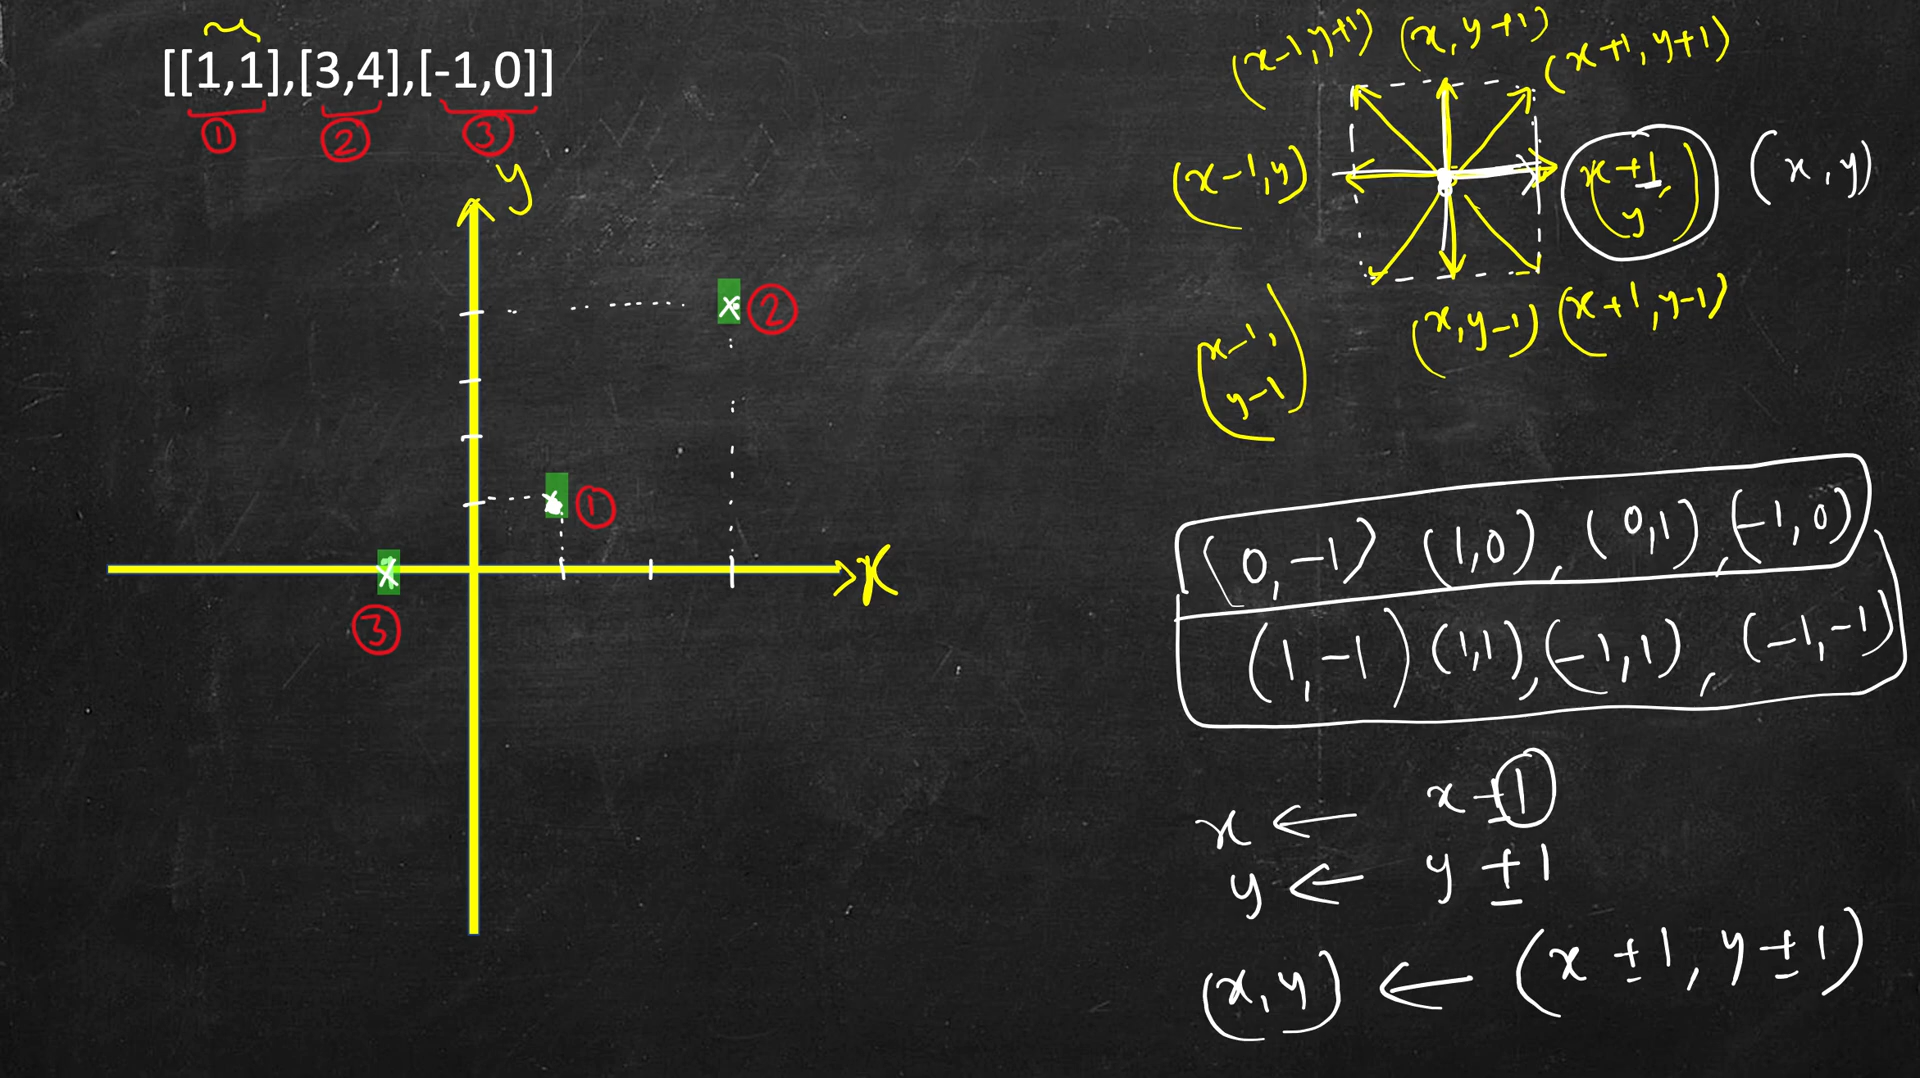 [[1,1],[3,4],[-1,0]]
① ② ③
y
②
①
x
③
(x-1,y+1) (x,y+1) (x+1,y+1)
(x-1,y) (x+1,y) (x,y)
(x-1,y-1) (x,y-1) (x+1,y-1)
(0,-1) (1,0), (0,1), (-1,0)
(1,-1) (1,1), (-1,1), (-1,-1)
x ← x±1
y ← y±1
(x,y) ← (x±1, y±1)
x
x
x